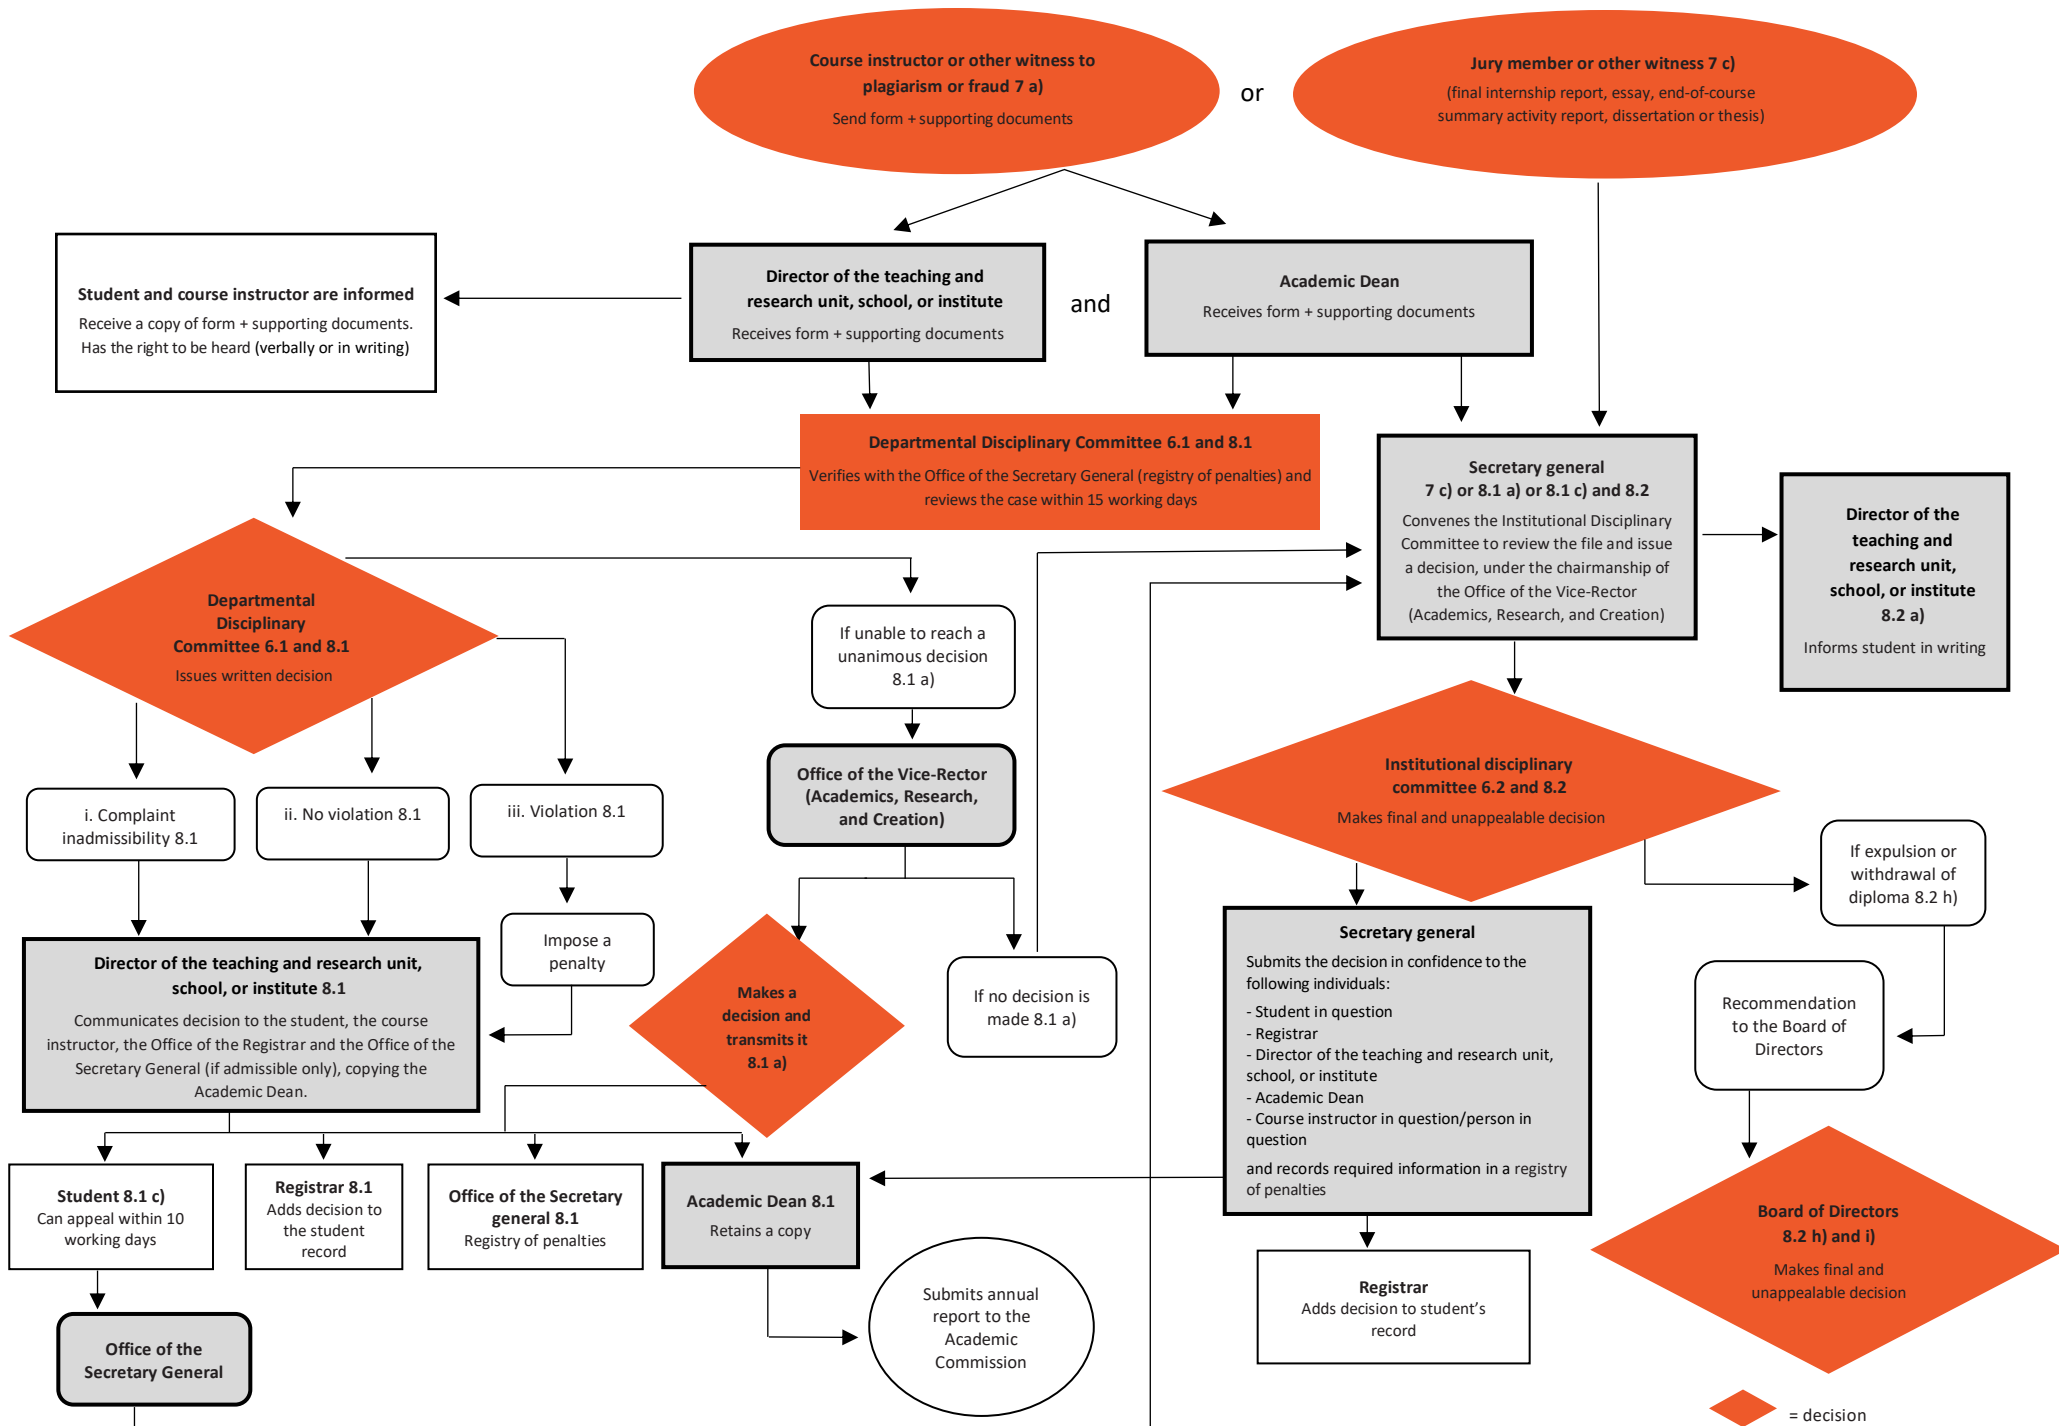 Course instructor or other witness to
plagiarism or fraud 7 a)
Send form + supporting documents
or
Jury member or other witness 7 c)
(final internship report, essay, end-of-course
summary activity report, dissertation or thesis)
Student and course instructor are informed
Receive a copy of form + supporting documents.
Has the right to be heard (verbally or in writing)
Director of the teaching and
research unit, school, or institute
Receives form + supporting documents
and
Academic Dean
Receives form + supporting documents
Departmental Disciplinary Committee 6.1 and 8.1
Verifies with the Office of the Secretary General (registry of penalties) and
reviews the case within 15 working days
Secretary general
7 c) or 8.1 a) or 8.1 c) and 8.2
Convenes the Institutional Disciplinary
Committee to review the file and issue
a decision, under the chairmanship of
the Office of the Vice-Rector
(Academics, Research, and Creation)
Director of the
teaching and
research unit,
school, or institute
8.2 a)
Informs student in writing
Departmental
Disciplinary
Committee 6.1 and 8.1
Issues written decision
If unable to reach a
unanimous decision
8.1 a)
Office of the Vice-Rector
(Academics, Research,
and Creation)
Institutional disciplinary
committee 6.2 and 8.2
Makes final and unappealable decision
i. Complaint
inadmissibility 8.1
ii. No violation 8.1
iii. Violation 8.1
If expulsion or
withdrawal of
diploma 8.2 h)
Impose a
penalty
Director of the teaching and research unit,
school, or institute 8.1
Communicates decision to the student, the course
instructor, the Office of the Registrar and the Office of the
Secretary General (if admissible only), copying the
Academic Dean.
Makes a
decision and
transmits it
8.1 a)
If no decision is
made 8.1 a)
Secretary general
Submits the decision in confidence to the
following individuals:
- Student in question
- Registrar
- Director of the teaching and research unit,
school, or institute
- Academic Dean
- Course instructor in question/person in
question
and records required information in a registry
of penalties
Recommendation
to the Board of
Directors
Student 8.1 c)
Can appeal within 10
working days
Registrar 8.1
Adds decision to
the student
record
Office of the Secretary
general 8.1
Registry of penalties
Academic Dean 8.1
Retains a copy
Board of Directors
8.2 h) and i)
Makes final and
unappealable decision
Submits annual
report to the
Academic
Commission
Registrar
Adds decision to student’s
record
Office of the
Secretary General
= decision